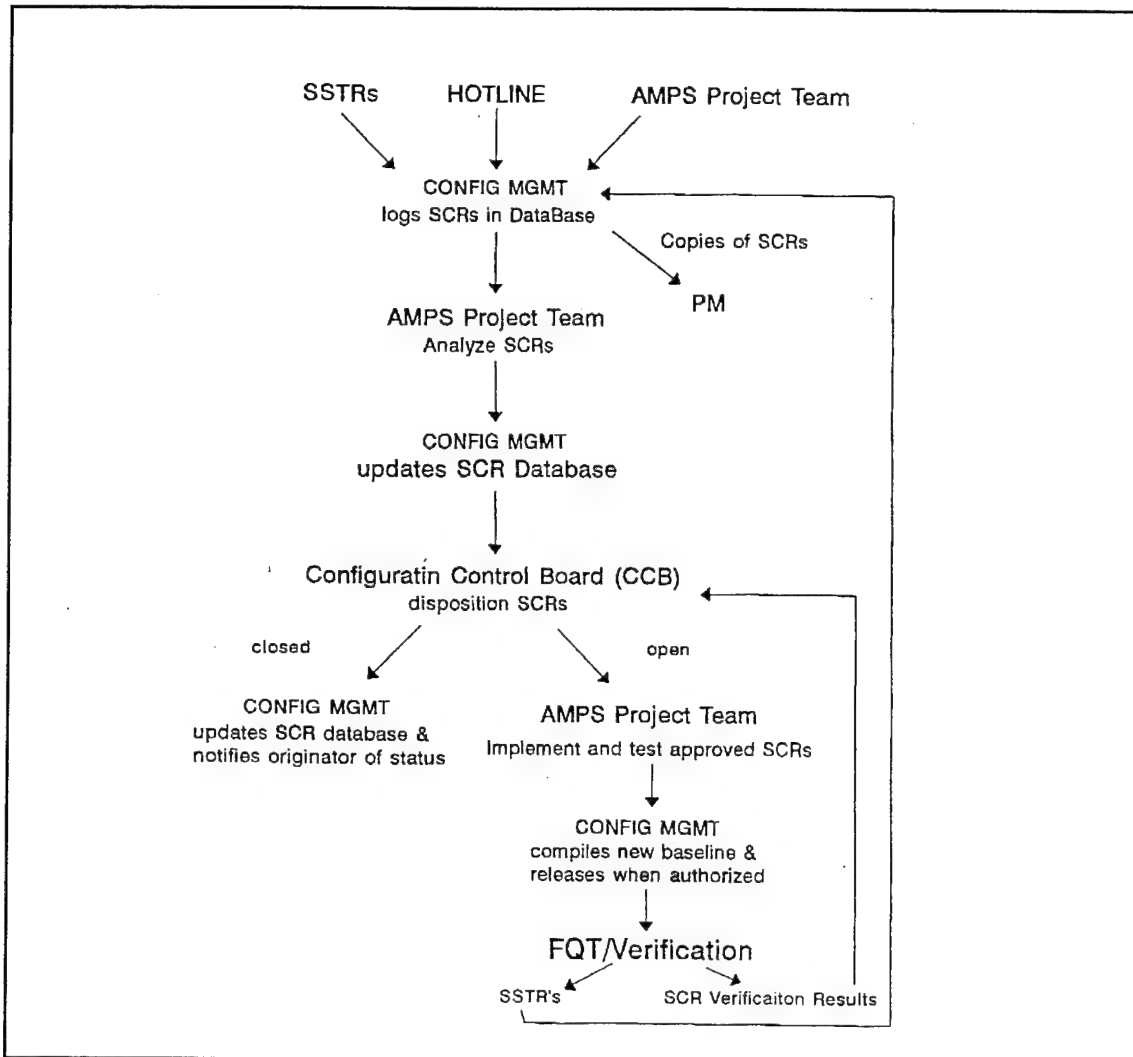 SSTRs HOTLINE AMPS Project Team
CONFIG MGMT
logs SCRs in DataBase
Copies of SCRs
PM
AMPS Project Team
Analyze SCRs
CONFIG MGMT
updates SCR Database
Configuratin Control Board (CCB)
disposition SCRs
closed open
CONFIG MGMT
updates SCR database &
notifies originator of status
AMPS Project Team
Implement and test approved SCRs
CONFIG MGMT
compiles new baseline &
releases when authorized
FQT/Verification
SSTR's SCR Verificaiton Results